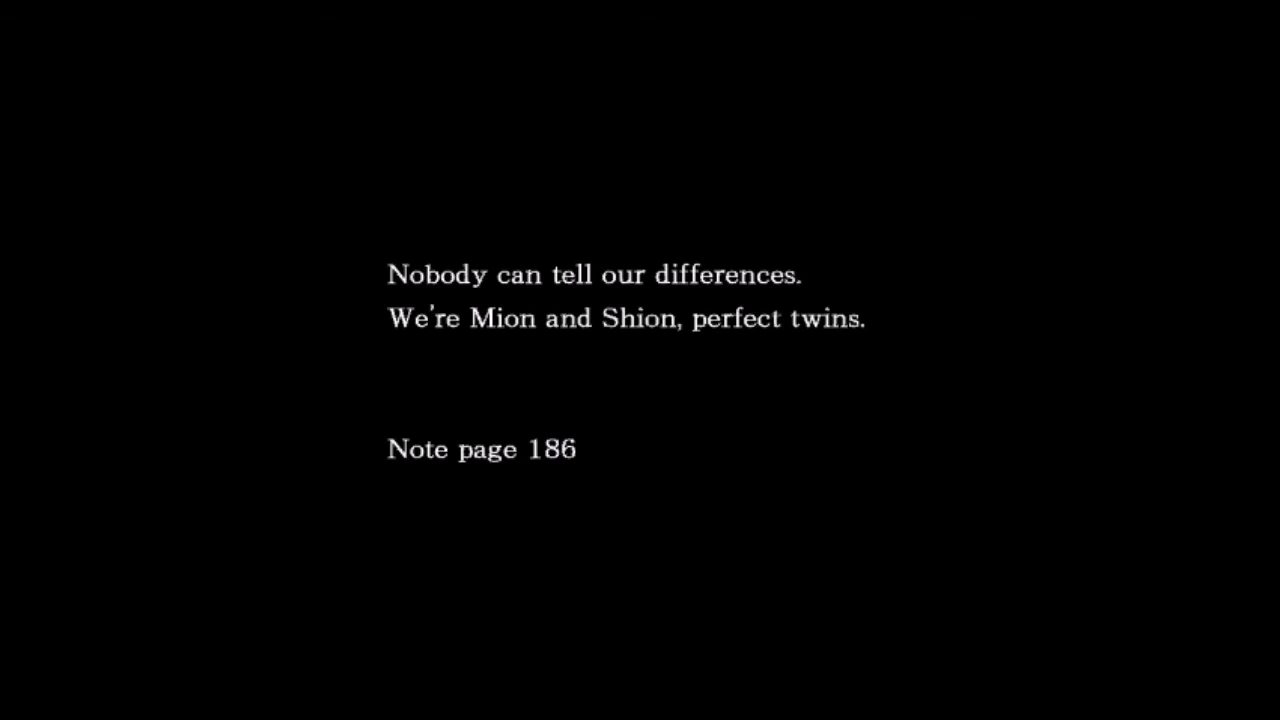 Nobody can tell our differences.
We're Mion and Shion, perfect twins.
Note page 186